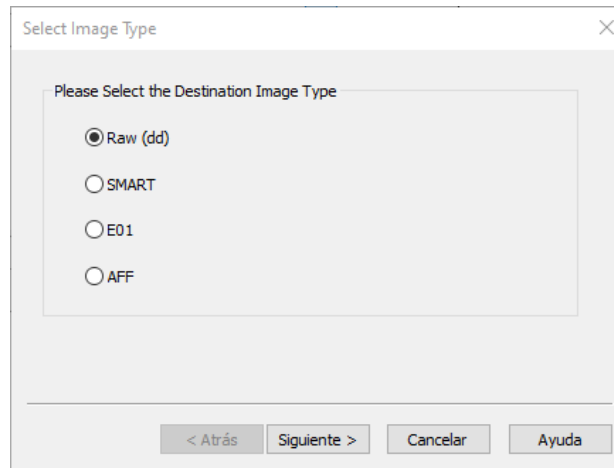 Select Image Type
Please Select the Destination Image Type
Raw (dd)
SMART
E01
AFF
< Atrás Siguiente > Cancelar Ayuda